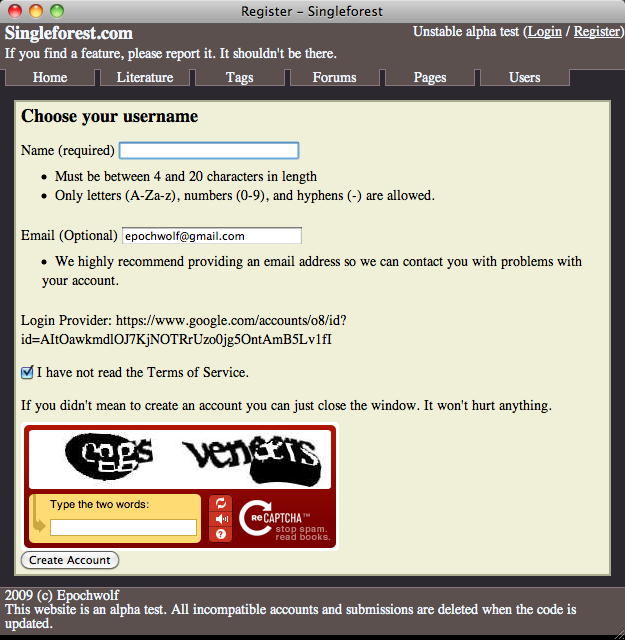 Register – Singleforest
Singleforest.com
Unstable alpha test (Login / Register)
If you find a feature, please report it. It shouldn't be there.
Home Literature Tags Forums Pages Users
Choose your username
Name (required)
• Must be between 4 and 20 characters in length
• Only letters (A-Za-z), numbers (0-9), and hyphens (-) are allowed.
Email (Optional) epochwolf@gmail.com
• We highly recommend providing an email address so we can contact you with problems with
your account.
Login Provider: https://www.google.com/accounts/o8/id?
id=AItOawkmdlOJ7KjNOTRrUzo0jg5OntAmB5Lv1fI
I have not read the Terms of Service.
If you didn't mean to create an account you can just close the window. It won't hurt anything.
Type the two words:
reCAPTCHA™
stop spam.
read books.
Create Account
2009 (c) Epochwolf
This website is an alpha test. All incompatible accounts and submissions are deleted when the code is
updated.